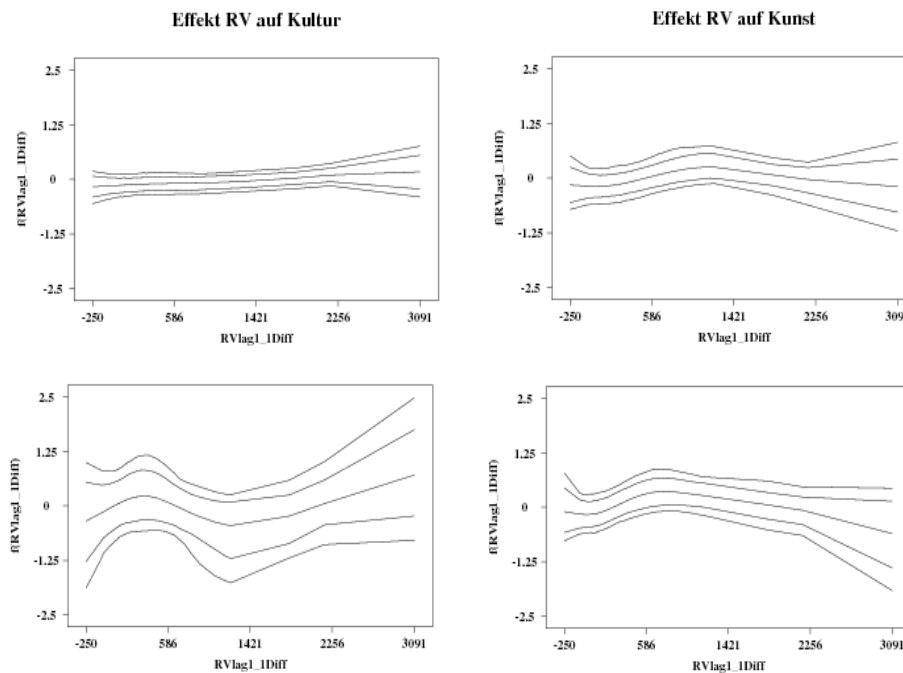 Effekt RV auf Kultur
Effekt RV auf Kunst
2.5
1.25
0
-1.25
-2.5
f(RVlag1_1Diff)
-250 586 1421 2256 3091
RVlag1_1Diff
2.5
1.25
0
-1.25
-2.5
f(RVlag1_1Diff)
-250 586 1421 2256 3091
RVlag1_1Diff
2.5
1.25
0
-1.25
-2.5
f(RVlag1_1Diff)
-250 586 1421 2256 3091
RVlag1_1Diff
2.5
1.25
0
-1.25
-2.5
f(RVlag1_1Diff)
-250 586 1421 2256 3091
RVlag1_1Diff